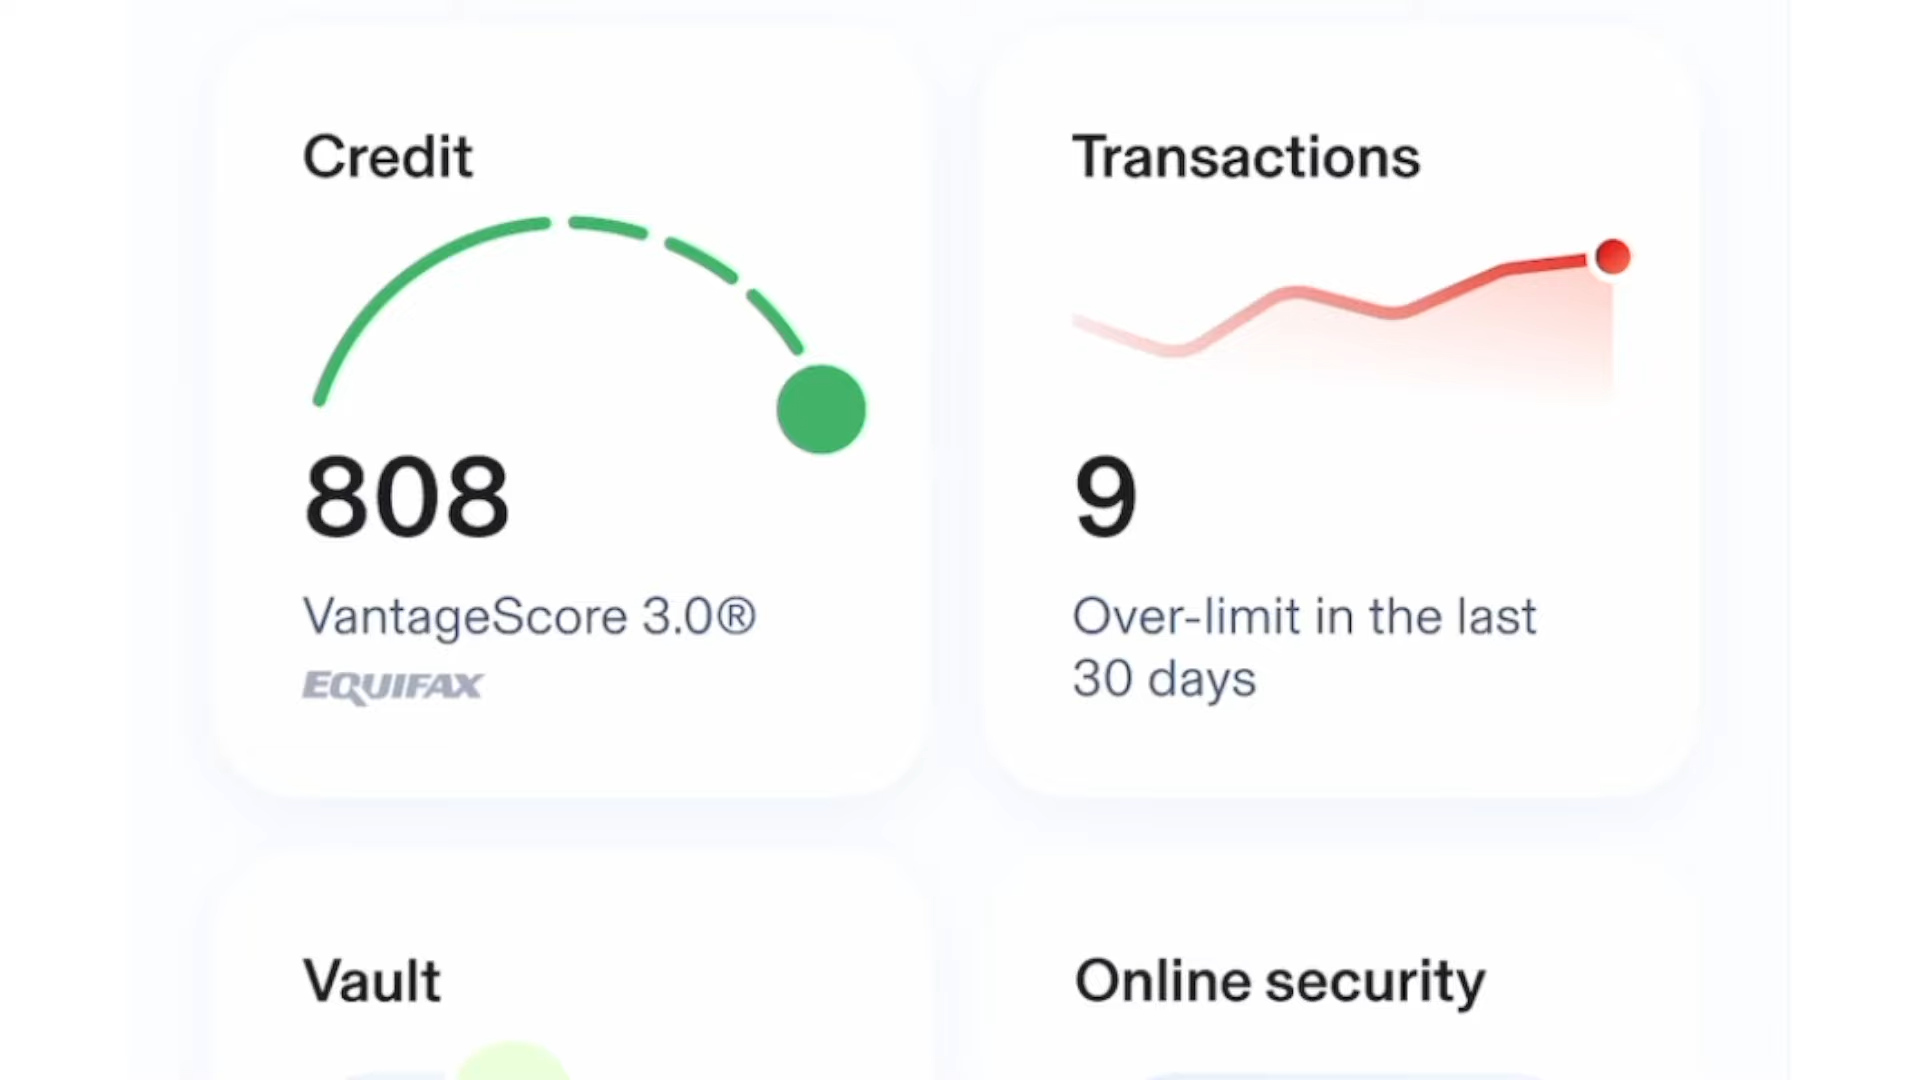 Credit
808
VantageScore 3.0®
EQUIFAX
Transactions
9
Over-limit in the last
30 days
Vault
Online security